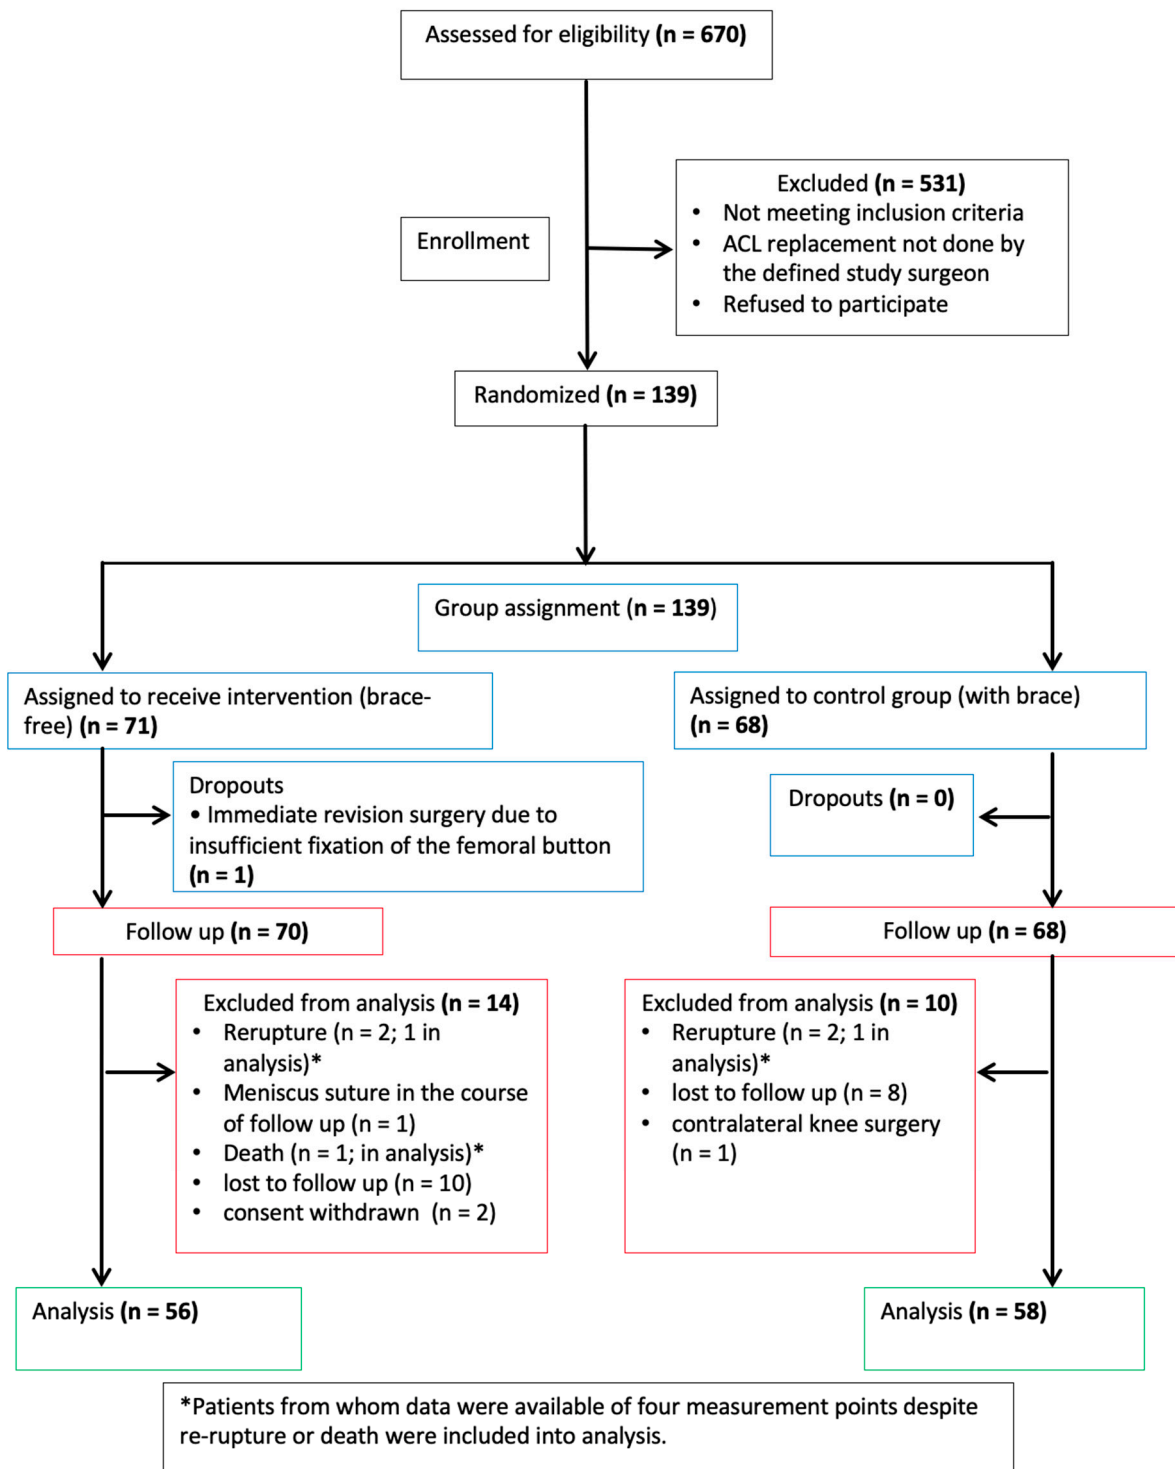 Assessed for eligibility (n = 670)
Excluded (n = 531)
• Not meeting inclusion criteria
• ACL replacement not done by
the defined study surgeon
• Refused to participate
Enrollment
Randomized (n = 139)
Group assignment (n = 139)
Assigned to receive intervention (brace-
free) (n = 71)
Assigned to control group (with brace)
(n = 68)
Dropouts
• Immediate revision surgery due to
insufficient fixation of the femoral button
(n = 1)
Dropouts (n = 0)
Follow up (n = 70)
Follow up (n = 68)
Excluded from analysis (n = 14)
• Rerupture (n = 2; 1 in
analysis)*
• Meniscus suture in the course
of follow up (n = 1)
• Death (n = 1; in analysis)*
• lost to follow up (n = 10)
• consent withdrawn (n = 2)
Excluded from analysis (n = 10)
• Rerupture (n = 2; 1 in
analysis)*
• lost to follow up (n = 8)
• contralateral knee surgery
(n = 1)
Analysis (n = 56)
Analysis (n = 58)
*Patients from whom data were available of four measurement points despite
re-rupture or death were included into analysis.